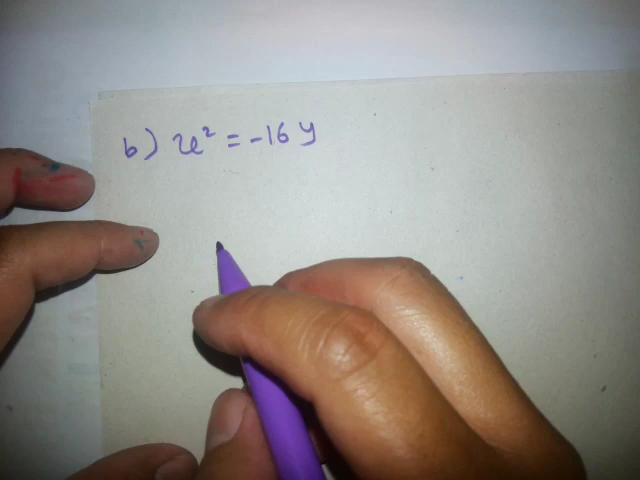 b) x² = -16y